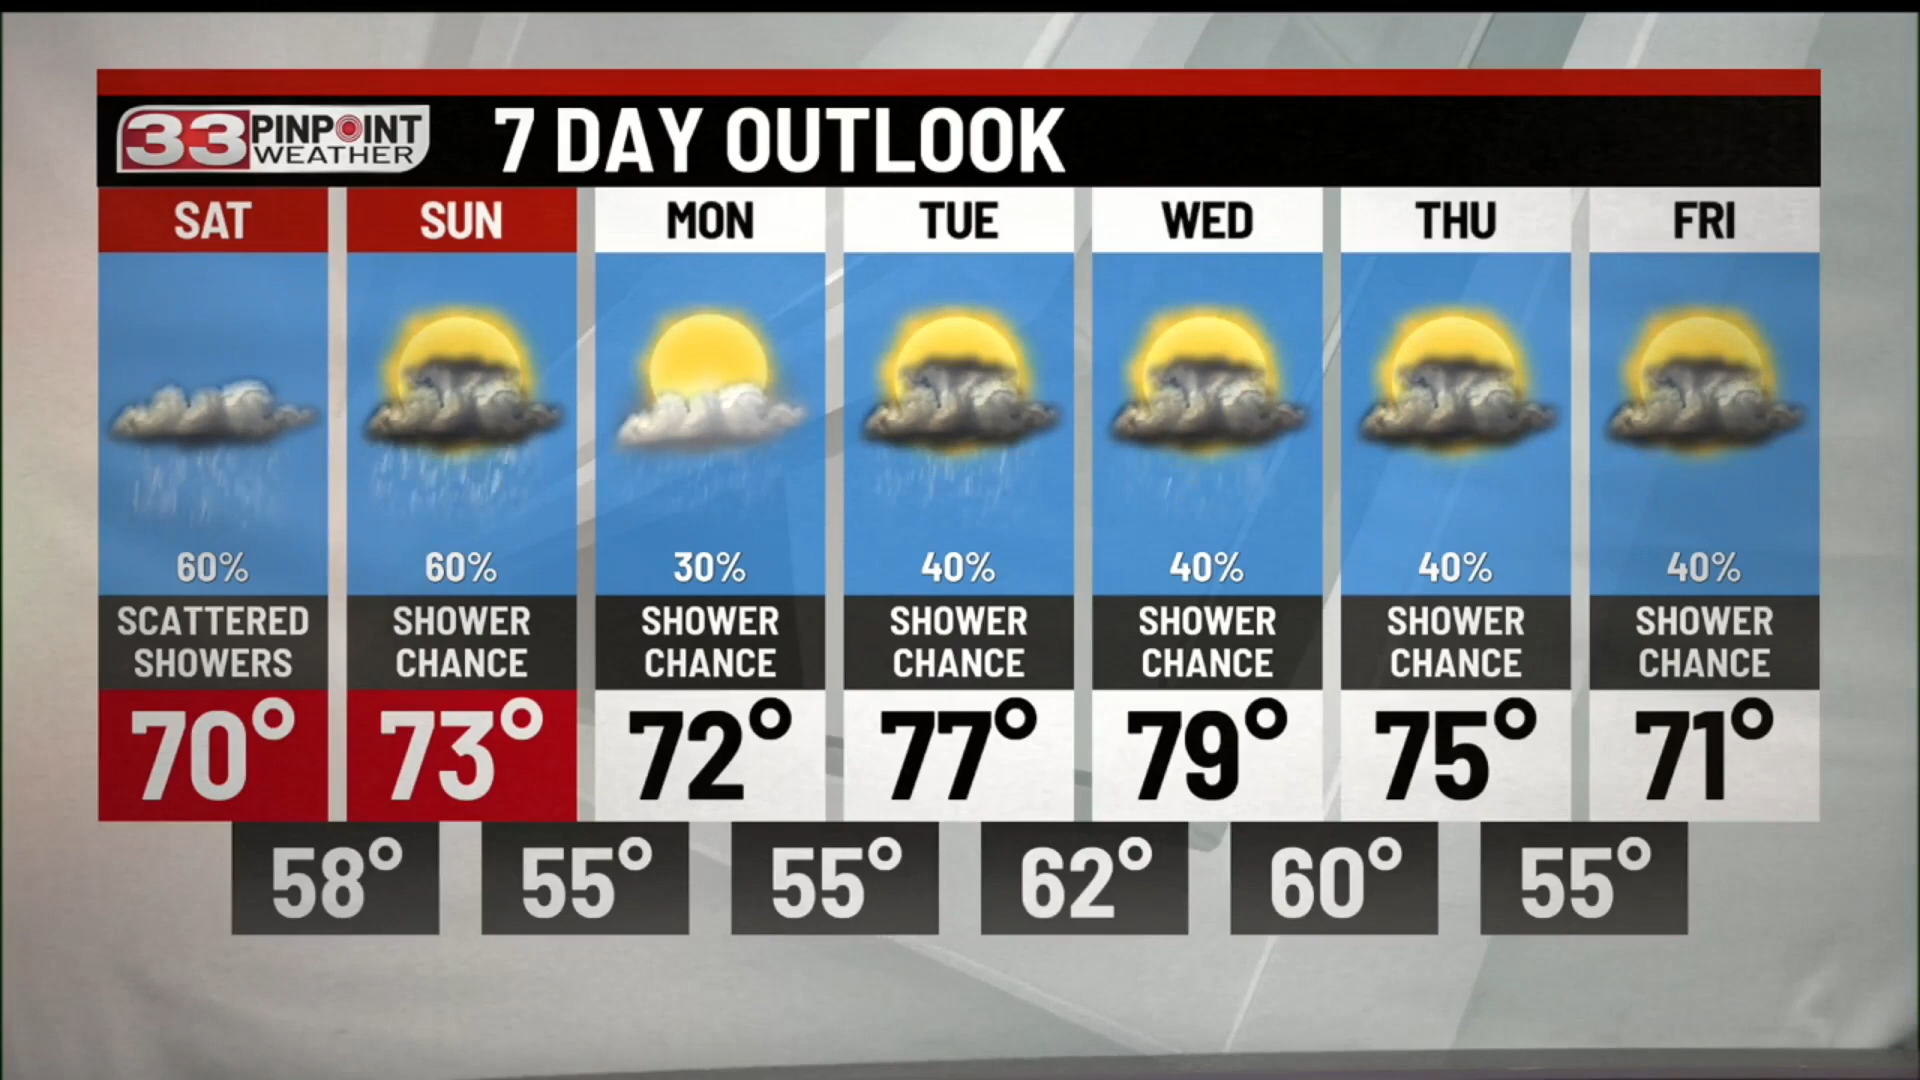 33 PINPOINT WEATHER
7 DAY OUTLOOK
SAT SUN MON TUE WED THU FRI
60% 60% 30% 40% 40% 40% 40%
SCATTERED SHOWER SHOWER SHOWER SHOWER SHOWER SHOWER
SHOWERS CHANCE CHANCE CHANCE CHANCE CHANCE CHANCE
70° 73° 72° 77° 79° 75° 71°
58° 55° 55° 62° 60° 55°